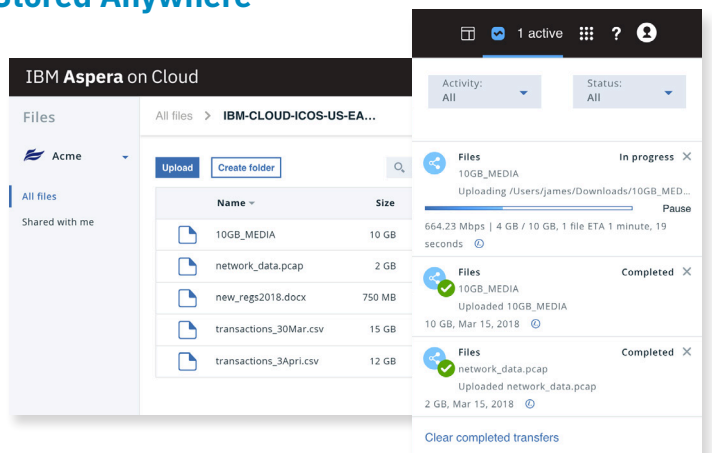 Stored Anywhere
IBM Aspera on Cloud
Files
Acme
All files
Shared with me
All files > IBM-CLOUD-ICOS-US-EA...
Upload Create folder
Name Size
10GB_MEDIA 10 GB
network_data.pcap 2 GB
new_regs2018.docx 750 MB
transactions_30Mar.csv 15 GB
transactions_3Apri.csv 12 GB
1 active ?
Activity: All
Status: All
Files In progress
10GB_MEDIA
Uploading /Users/james/Downloads/10GB_MED...
Pause
664.23 Mbps | 4 GB / 10 GB, 1 file ETA 1 minute, 19
seconds
Files Completed
10GB_MEDIA
Uploaded 10GB_MEDIA
10 GB, Mar 15, 2018
Files Completed
network_data.pcap
Uploaded network_data.pcap
2 GB, Mar 15, 2018
Clear completed transfers